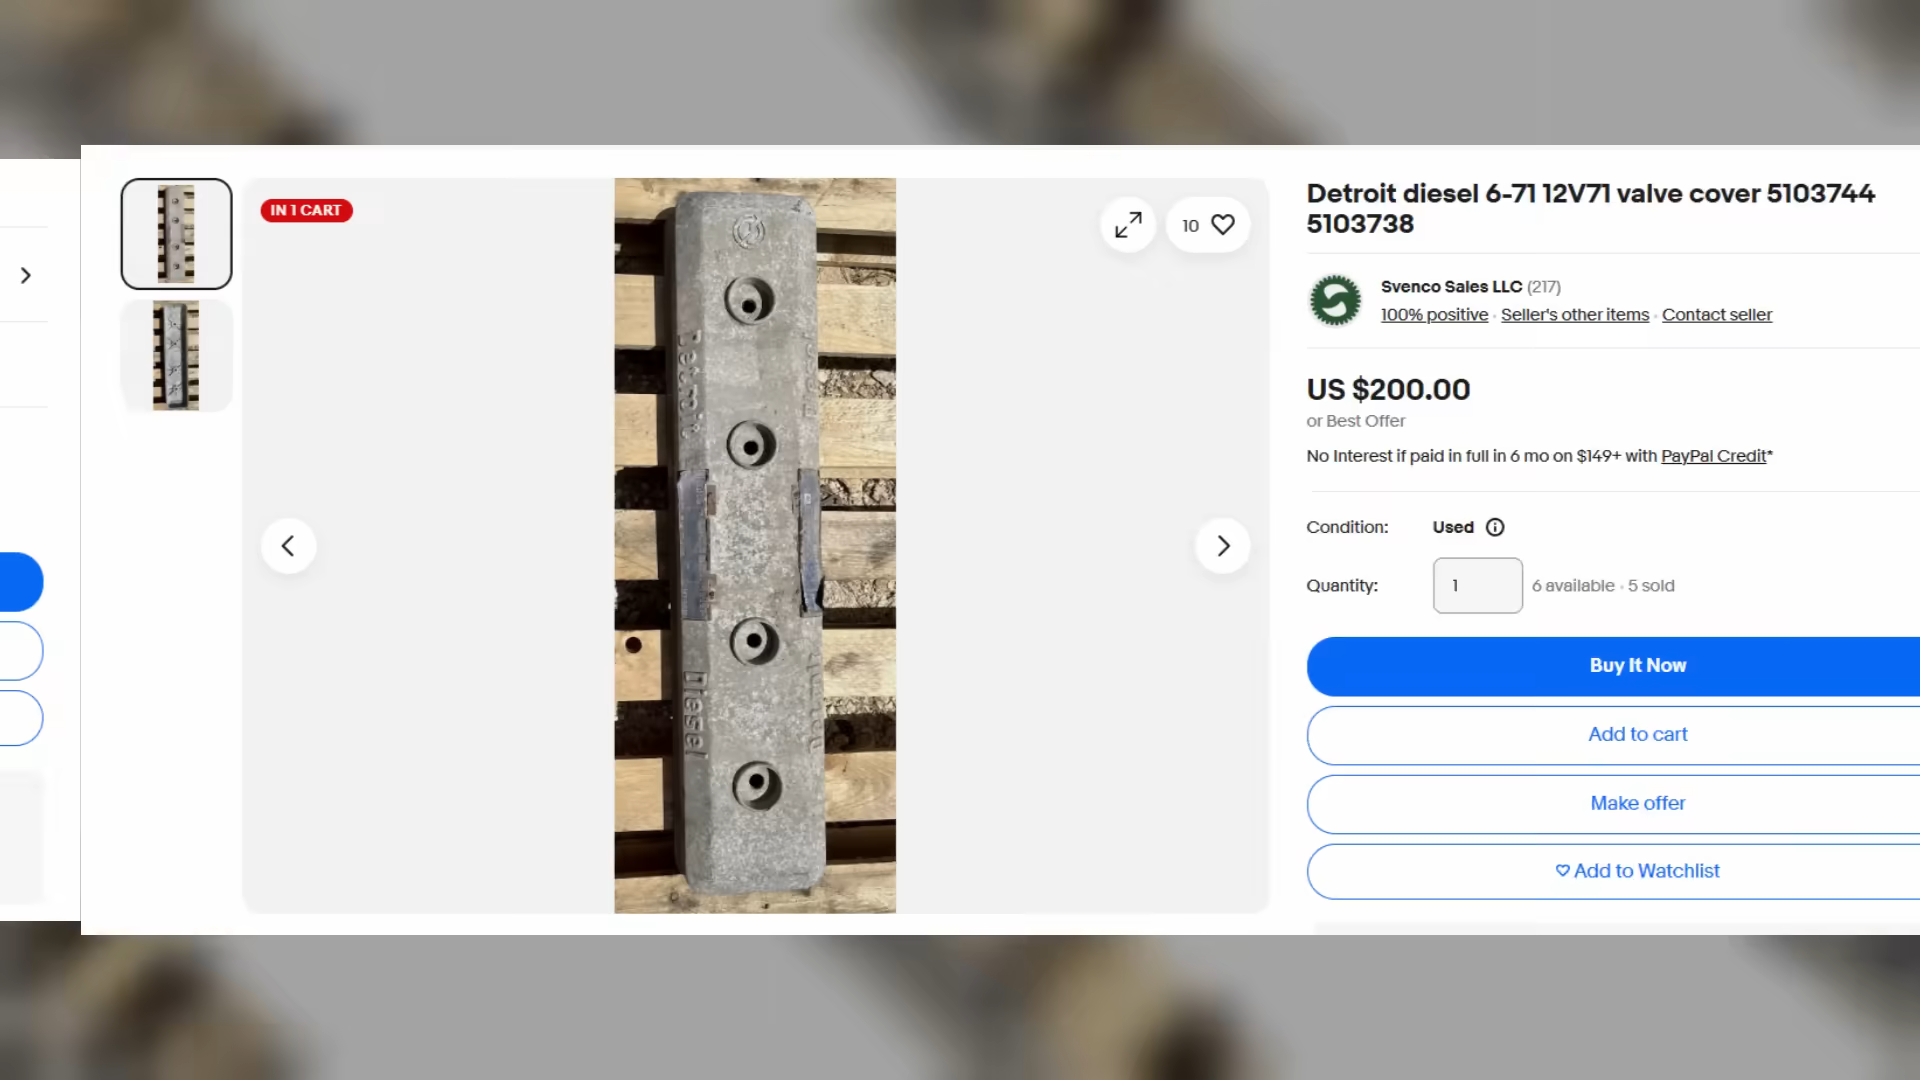 IN 1 CART
10
Detroit
Diesel
Detroit diesel 6-71 12V71 valve cover 5103744
5103738
Svenco Sales LLC (217)
100% positive · Seller's other items · Contact seller
US $200.00
or Best Offer
No Interest if paid in full in 6 mo on $149+ with PayPal Credit*
Condition: Used
Quantity: 1 6 available · 5 sold
Buy It Now
Add to cart
Make offer
Add to Watchlist